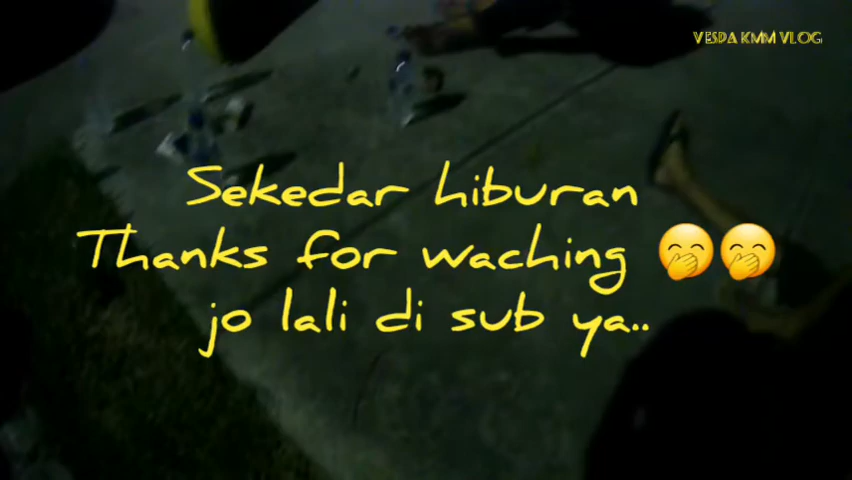 VESPA KMM VLOG
Sekedar hiburan
Thanks for waching 🤭🤭
jo lali di sub ya..